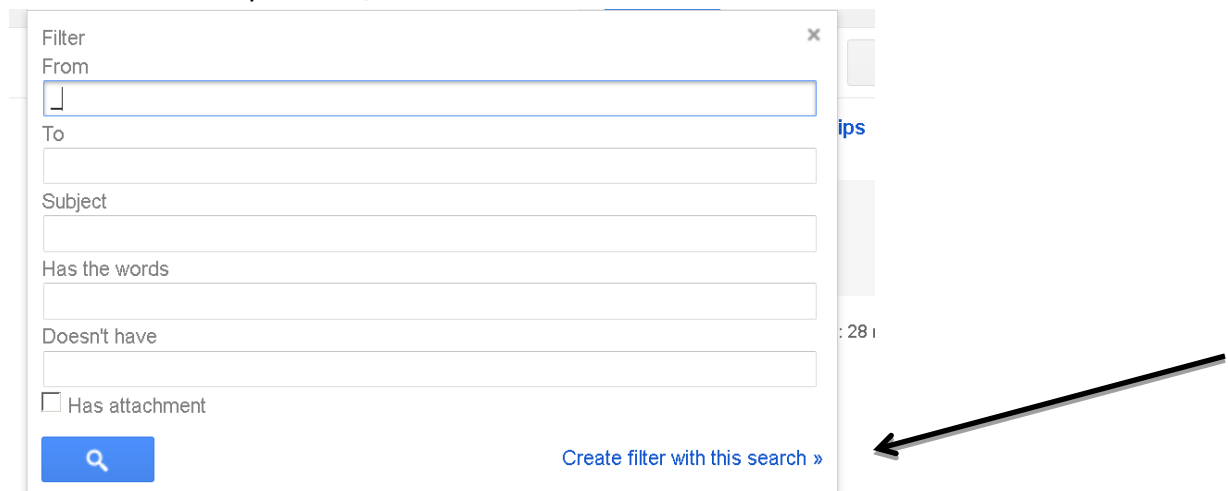 Filter
From
To
ips
Subject
Has the words
Doesn't have
: 28
Has attachment
Create filter with this search »